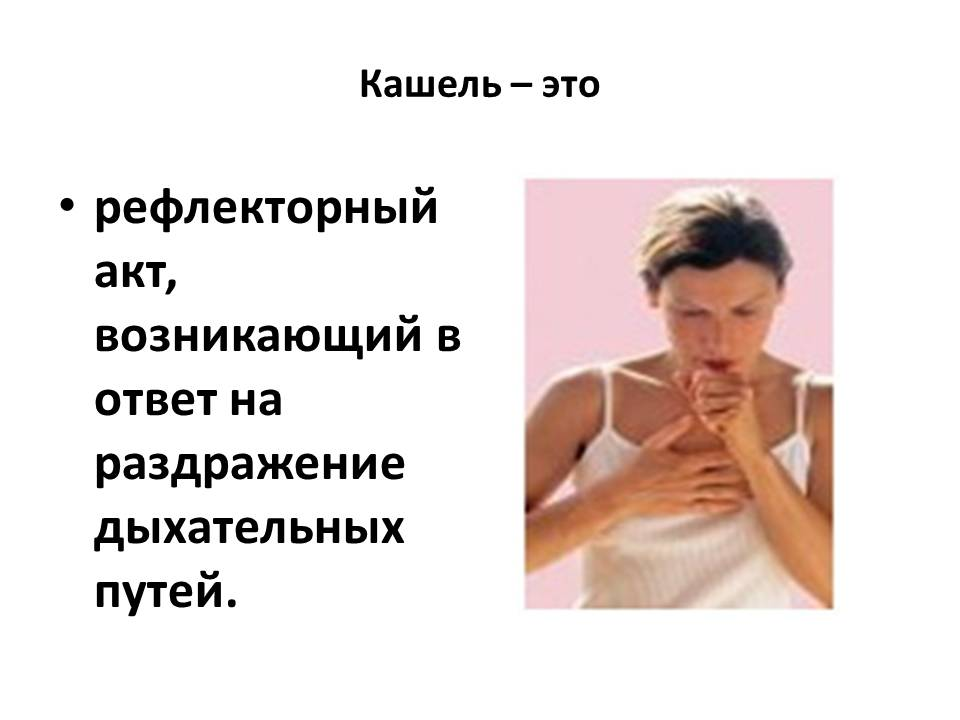 Кашель – это
• рефлекторный
акт,
возникающий в
ответ на
раздражение
дыхательных
путей.